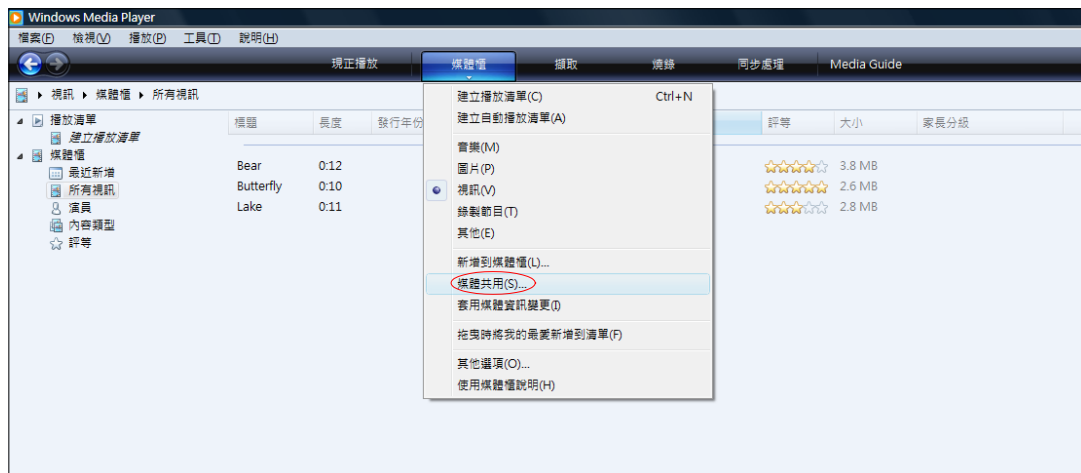 Windows Media Player
檔案(F) 檢視(V) 播放(P) 工具(T) 說明(H)
現正播放 媒體櫃 擷取 燒錄 同步處理 Media Guide
視訊 媒體櫃 所有視訊
播放清單
建立播放清單
媒體櫃
最近新增
所有視訊
演員
內容類型
評等
標題 長度 發行年份 評等 大小 家長分級
Bear 0:12 3.8 MB
Butterfly 0:10 2.6 MB
Lake 0:11 2.8 MB
建立播放清單(C) Ctrl+N
建立自動播放清單(A)
音樂(M)
圖片(P)
視訊(V)
錄製節目(T)
其他(E)
新增到媒體櫃(L)...
媒體共用(S)...
套用媒體資訊變更(I)
拖曳時將我的最愛新增到清單(F)
其他選項(O)...
使用媒體櫃說明(H)